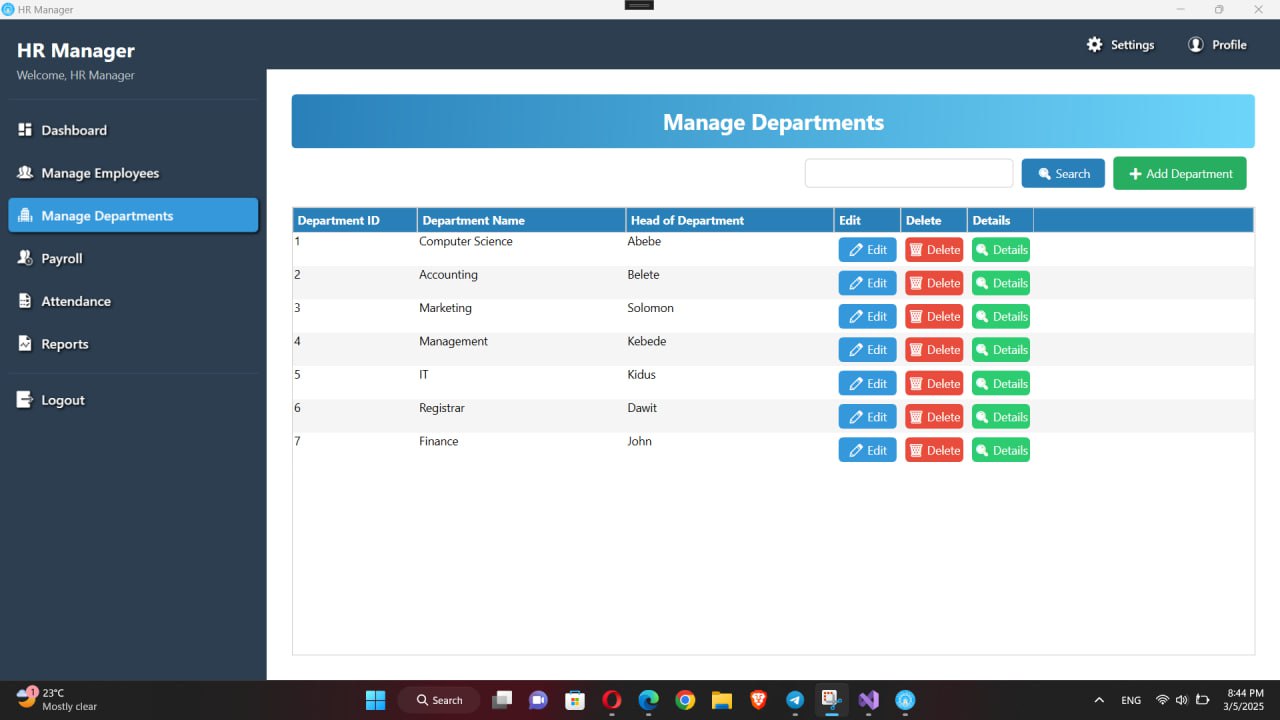 HR Manager
HR Manager
Welcome, HR Manager
Settings
Profile
Dashboard
Manage Employees
Manage Departments
Payroll
Attendance
Reports
Logout
Manage Departments
Search
Add Department
Department ID Department Name Head of Department Edit Delete Details
1 Computer Science Abebe Edit Delete Details
2 Accounting Belete Edit Delete Details
3 Marketing Solomon Edit Delete Details
4 Management Kebede Edit Delete Details
5 IT Kidus Edit Delete Details
6 Registrar Dawit Edit Delete Details
7 Finance John Edit Delete Details
1
23°C
Mostly clear
Search
ENG
8:44 PM
3/5/2025